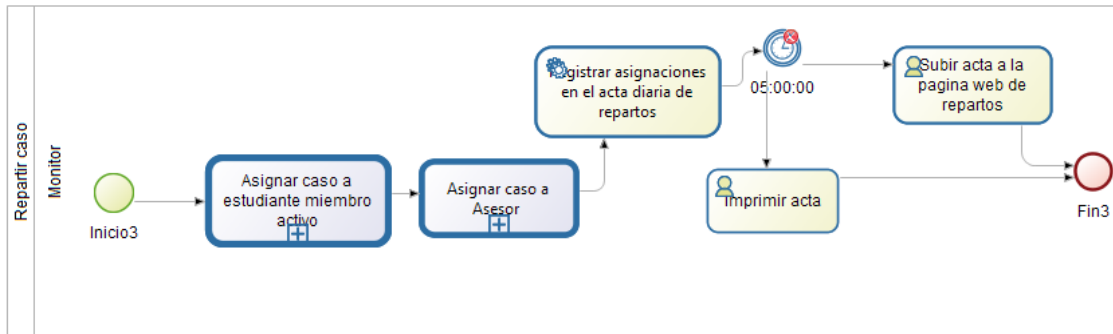 Repartir caso
Monitor
Inicio3
Asignar caso a
estudiante miembro
activo
Asignar caso a
Asesor
gistrar asignaciones
en el acta diaria de
repartos
05:00:00
Subir acta a la
pagina web de
repartos
Imprimir acta
Fin3